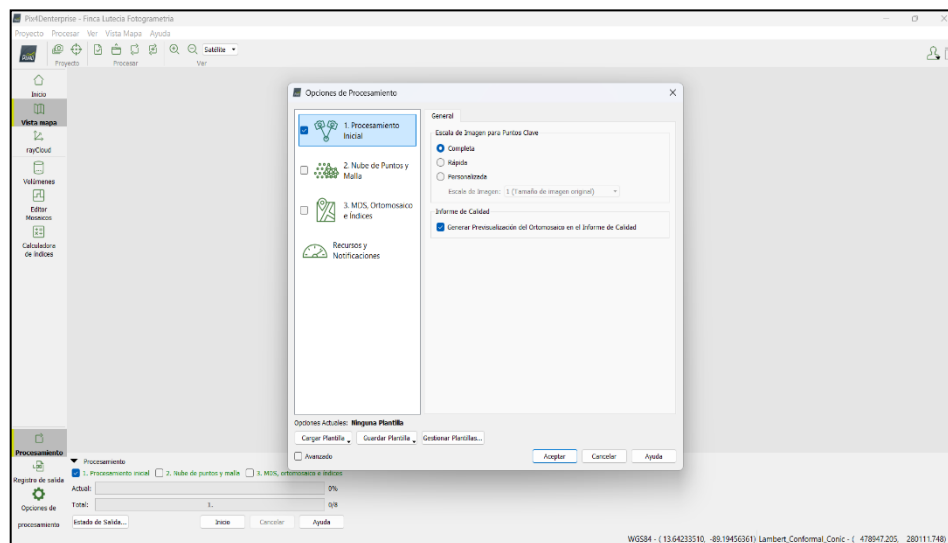 Pix4Denterprise - Finca Lutecia Fotogrametría
Proyecto Procesar Ver Vista Mapa Ayuda
Satélite
Proyecto Procesar Ver
Inicio
Vista mapa
rayCloud
Volúmenes
Editor
Mosaicos
Calculadora
de índices
Procesamiento
Registro de salida
Opciones de
procesamiento
Opciones de Procesamiento
1. Procesamiento
Inicial
2. Nube de Puntos y
Malla
3. MDS, Ortomosaico
e Índices
Recursos y
Notificaciones
General
Escala de Imagen para Puntos Clave
Completa
Rápida
Personalizada
Escala de Imagen: 1 (Tamaño de imagen original)
Informe de Calidad
Generar Previsualización del Ortomosaico en el Informe de Calidad
Opciones Actuales: Ninguna Plantilla
Cargar Plantilla Guardar Plantilla Gestionar Plantillas...
Avanzado
Aceptar Cancelar Ayuda
Procesamiento
1. Procesamiento inicial 2. Nube de puntos y malla 3. MDS, ortomosaico e índices
Actual: 0%
Total: 1. 0/8
Estado de Salida... Inicio Cancelar Ayuda
WGS84 - ( 13.64233510, -89.19456361) Lambert_Conformal_Conic - ( 478947.205, 280111.748)